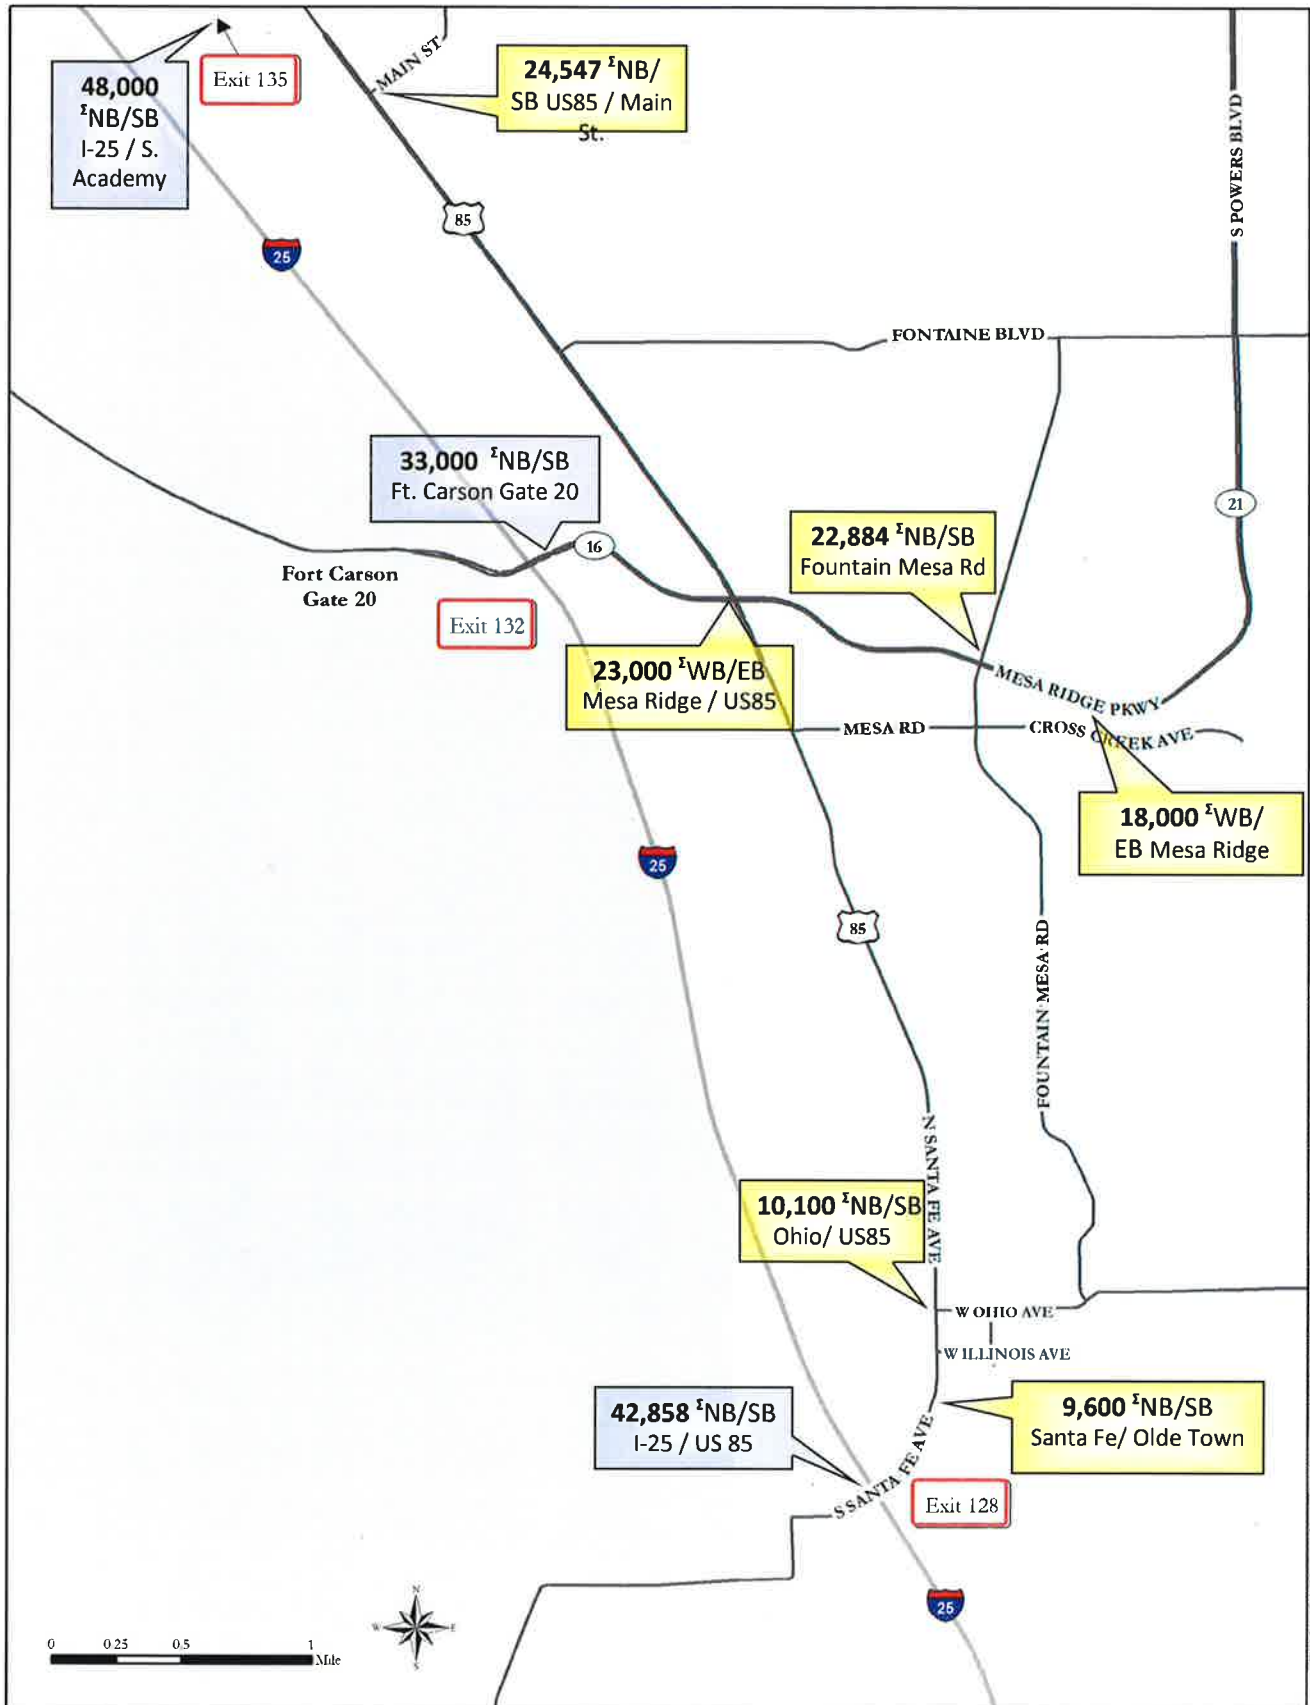 48,000
ΣNB/SB
I-25 / S.
Academy
Exit 135
MAIN ST
24,547 ΣNB/
SB US85 / Main
St.
S POWERS BLVD
85
25
FONTAINE BLVD
33,000 ΣNB/SB
Ft. Carson Gate 20
16
21
22,884 ΣNB/SB
Fountain Mesa Rd
Fort Carson
Gate 20
Exit 132
23,000 ΣWB/EB
Mesa Ridge / US85
MESA RIDGE PKWY
MESA RD
CROSS CREEK AVE
18,000 ΣWB/
EB Mesa Ridge
25
85
FOUNTAIN MESA RD
N SANTA FE AVE
10,100 ΣNB/SB
Ohio/ US85
W OHIO AVE
W ILLINOIS AVE
42,858 ΣNB/SB
I-25 / US 85
9,600 ΣNB/SB
Santa Fe/ Olde Town
S SANTA FE AVE
Exit 128
25
N
W E
S
0 0.25 0.5 1
Mile